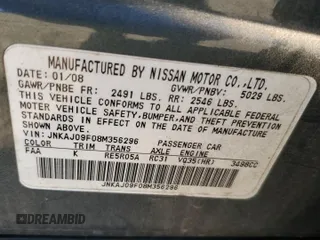 MANUFACTURED BY NISSAN MOTOR CO.,LTD.
DATE: 01/08 GVWR/PNBV: 5029 LBS.
GAWR/PNBE FR: 2491 LBS. RR: 2546 LBS.
THIS VEHICLE CONFORMS TO ALL APPLICABLE FEDERAL
MOTOR VEHICLE SAFETY,BUMPER,AND THEFT PREVENTION
STANDARDS IN EFFECT ON THE DATE OF MANUFACTURE
SHOWN ABOVE.
VIN: JNKAJ09F08M356296 PASSENGER CAR
COLOR TRIM TRANS AXLE ENGINE
FAA K RE5R05A RC31 VQ35(HR) 3498CC
JNKAJ09F08M356296
DREAMBID